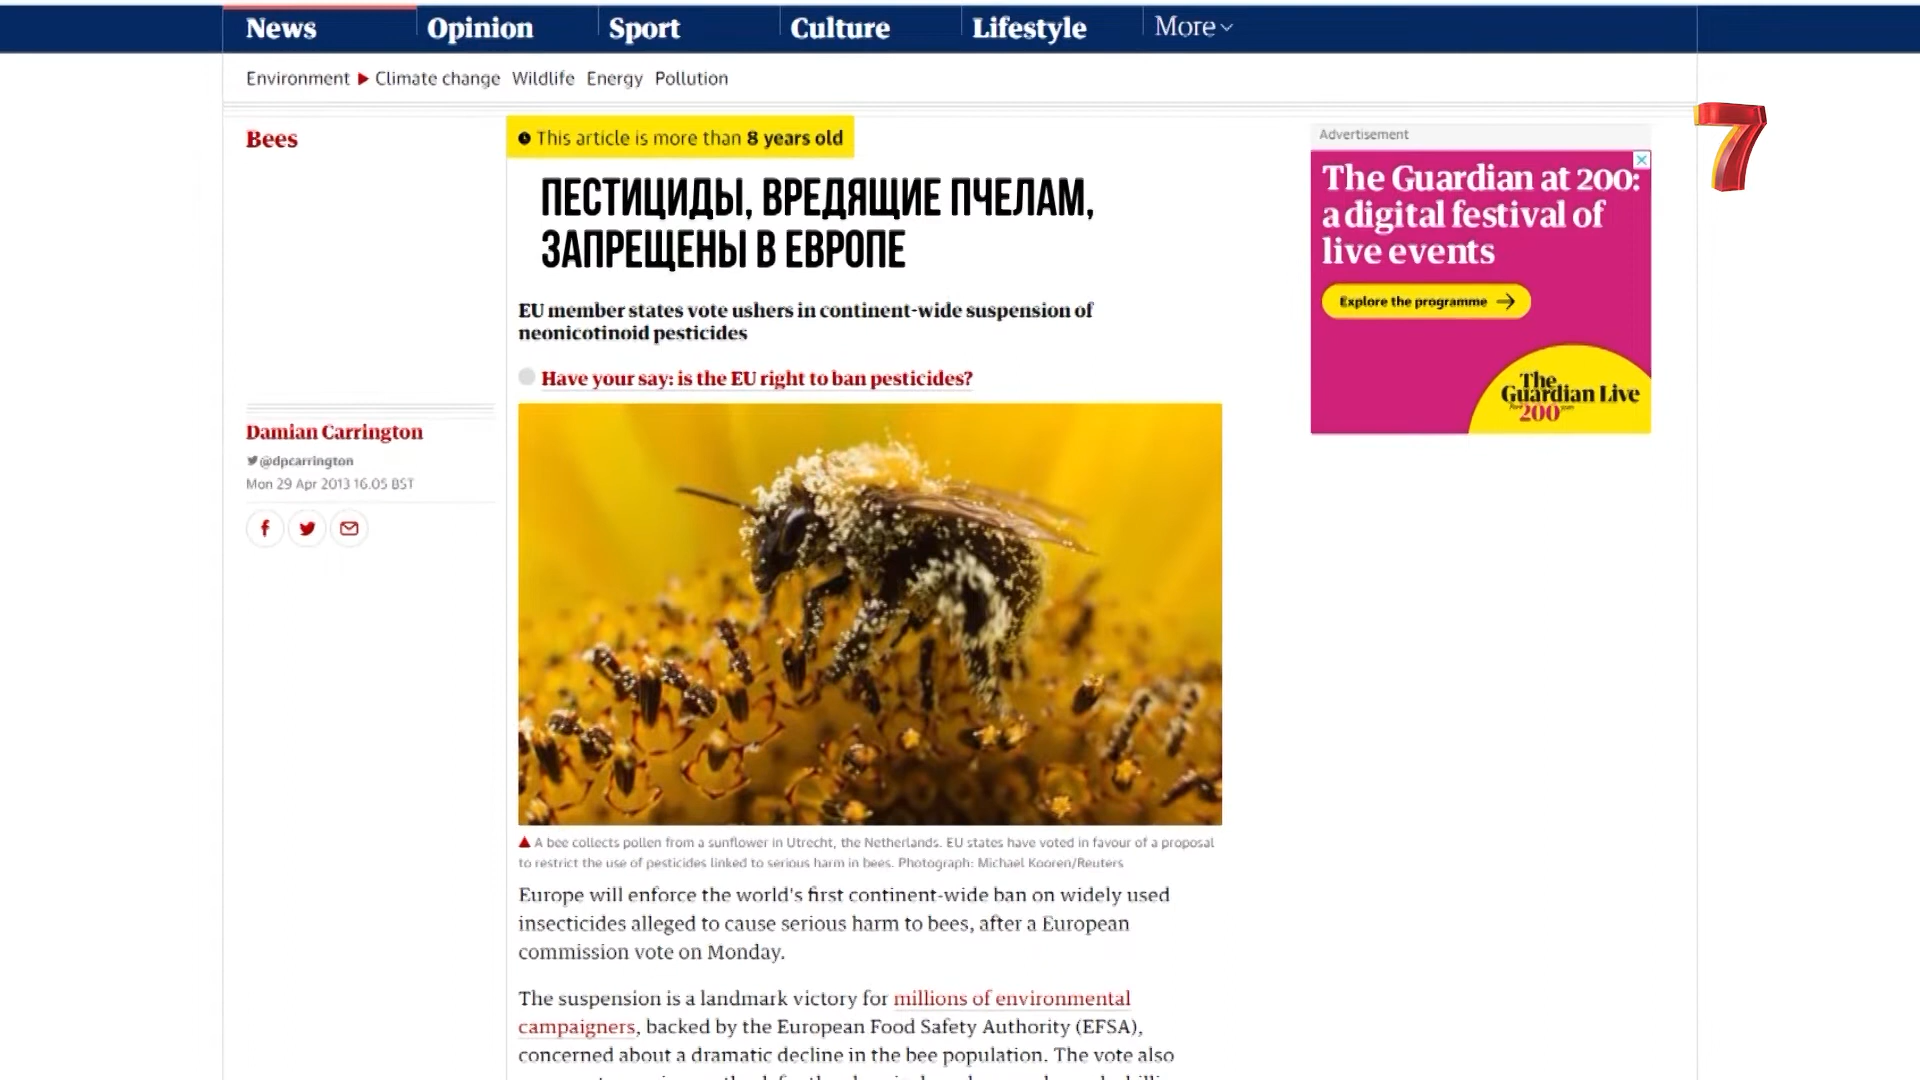 News Opinion Sport Culture Lifestyle More
Environment Climate change Wildlife Energy Pollution
Bees
This article is more than 8 years old
ПЕСТИЦИДЫ, ВРЕДЯЩИЕ ПЧЕЛАМ,
ЗАПРЕЩЕНЫ В ЕВРОПЕ
EU member states vote ushers in continent-wide suspension of
neonicotinoid pesticides
Have your say: is the EU right to ban pesticides?
Damian Carrington
@dpcarrington
Mon 29 Apr 2013 16.05 BST
A bee collects pollen from a sunflower in Utrecht, the Netherlands. EU states have voted in favour of a proposal
to restrict the use of pesticides linked to serious harm in bees. Photograph: Michael Kooren/Reuters
Europe will enforce the world's first continent-wide ban on widely used
insecticides alleged to cause serious harm to bees, after a European
commission vote on Monday.
The suspension is a landmark victory for millions of environmental
campaigners, backed by the European Food Safety Authority (EFSA),
concerned about a dramatic decline in the bee population. The vote also
Advertisement
The Guardian at 200:
a digital festival of
live events
Explore the programme
The
Guardian Live
200
7